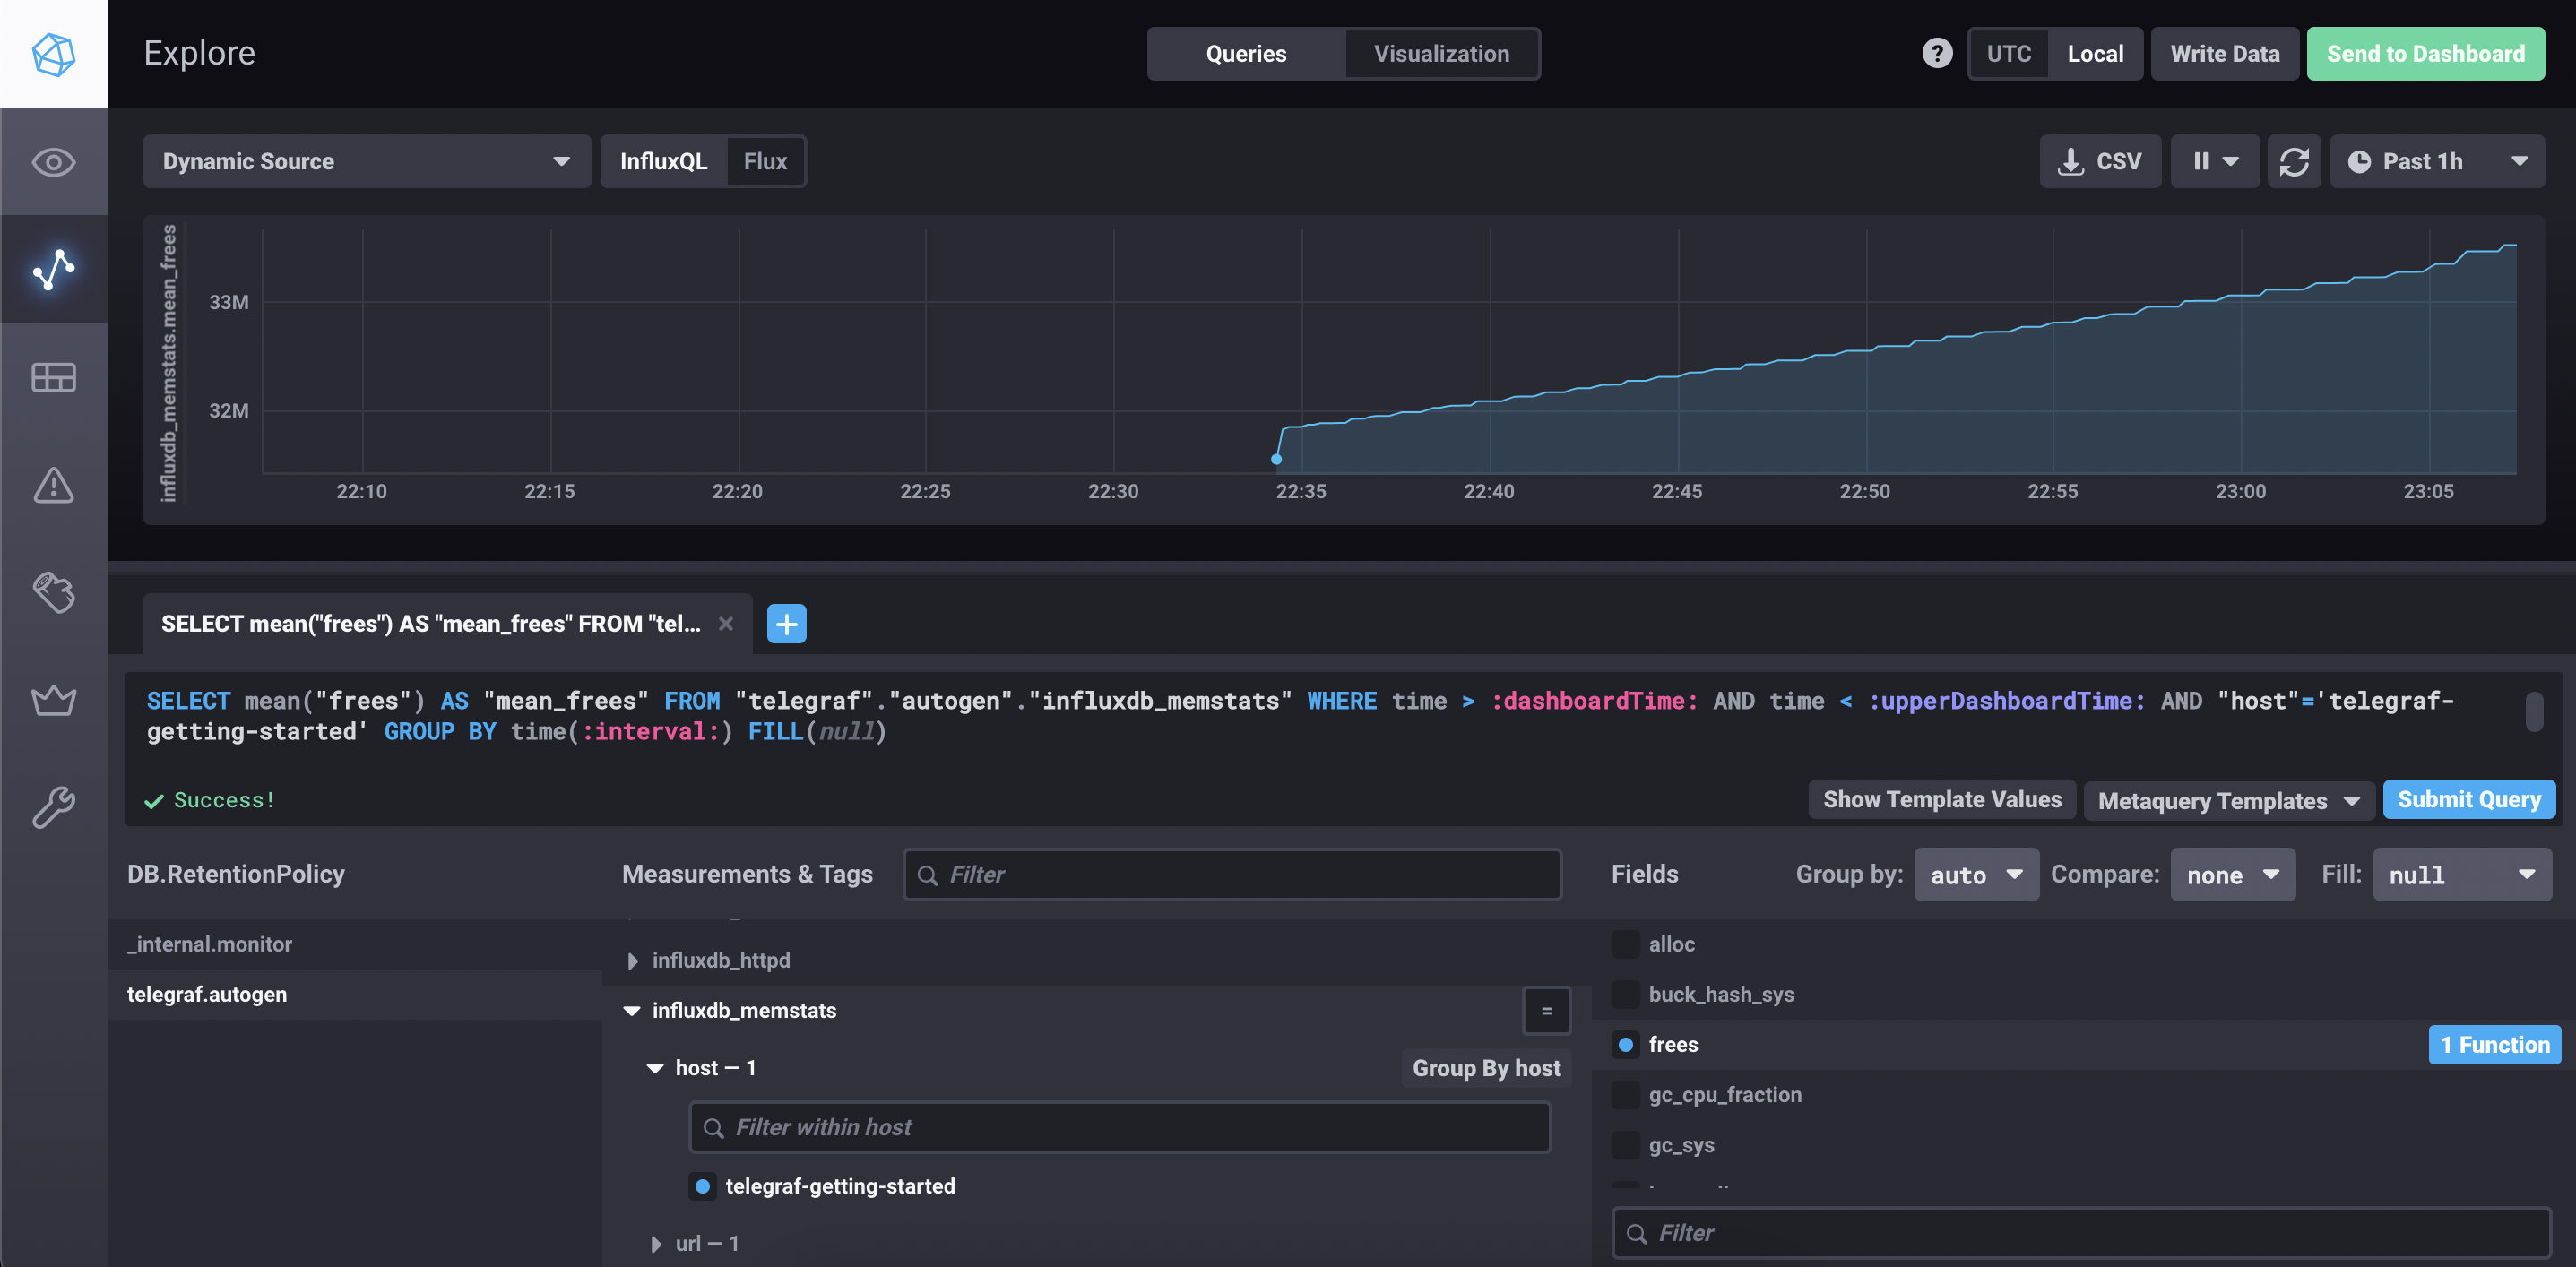 Explore
Queries
Visualization
?
UTC
Local
Write Data
Send to Dashboard
Dynamic Source
InfluxQL
Flux
CSV
Past 1h
influxdb_memstats.mean_frees
33M
32M
22:10
22:15
22:20
22:25
22:30
22:35
22:40
22:45
22:50
22:55
23:00
23:05
SELECT mean("frees") AS "mean_frees" FROM "tel...
SELECT mean("frees") AS "mean_frees" FROM "telegraf"."autogen"."influxdb_memstats" WHERE time > :dashboardTime: AND time < :upperDashboardTime: AND "host"='telegraf-
getting-started' GROUP BY time(:interval:) FILL(null)
Success!
Show Template Values
Metaquery Templates
Submit Query
DB.RetentionPolicy
Measurements & Tags
Filter
Fields
Group by:
auto
Compare:
none
Fill:
null
_internal.monitor
telegraf.autogen
influxdb_httpd
influxdb_memstats
=
host — 1
Group By host
Filter within host
telegraf-getting-started
url — 1
alloc
buck_hash_sys
frees
1 Function
gc_cpu_fraction
gc_sys
Filter